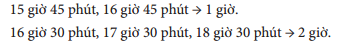 15 giờ 45 phút, 16 giờ 45 phút → 1 giờ.
16 giờ 30 phút, 17 giờ 30 phút, 18 giờ 30 phút → 2 giờ.